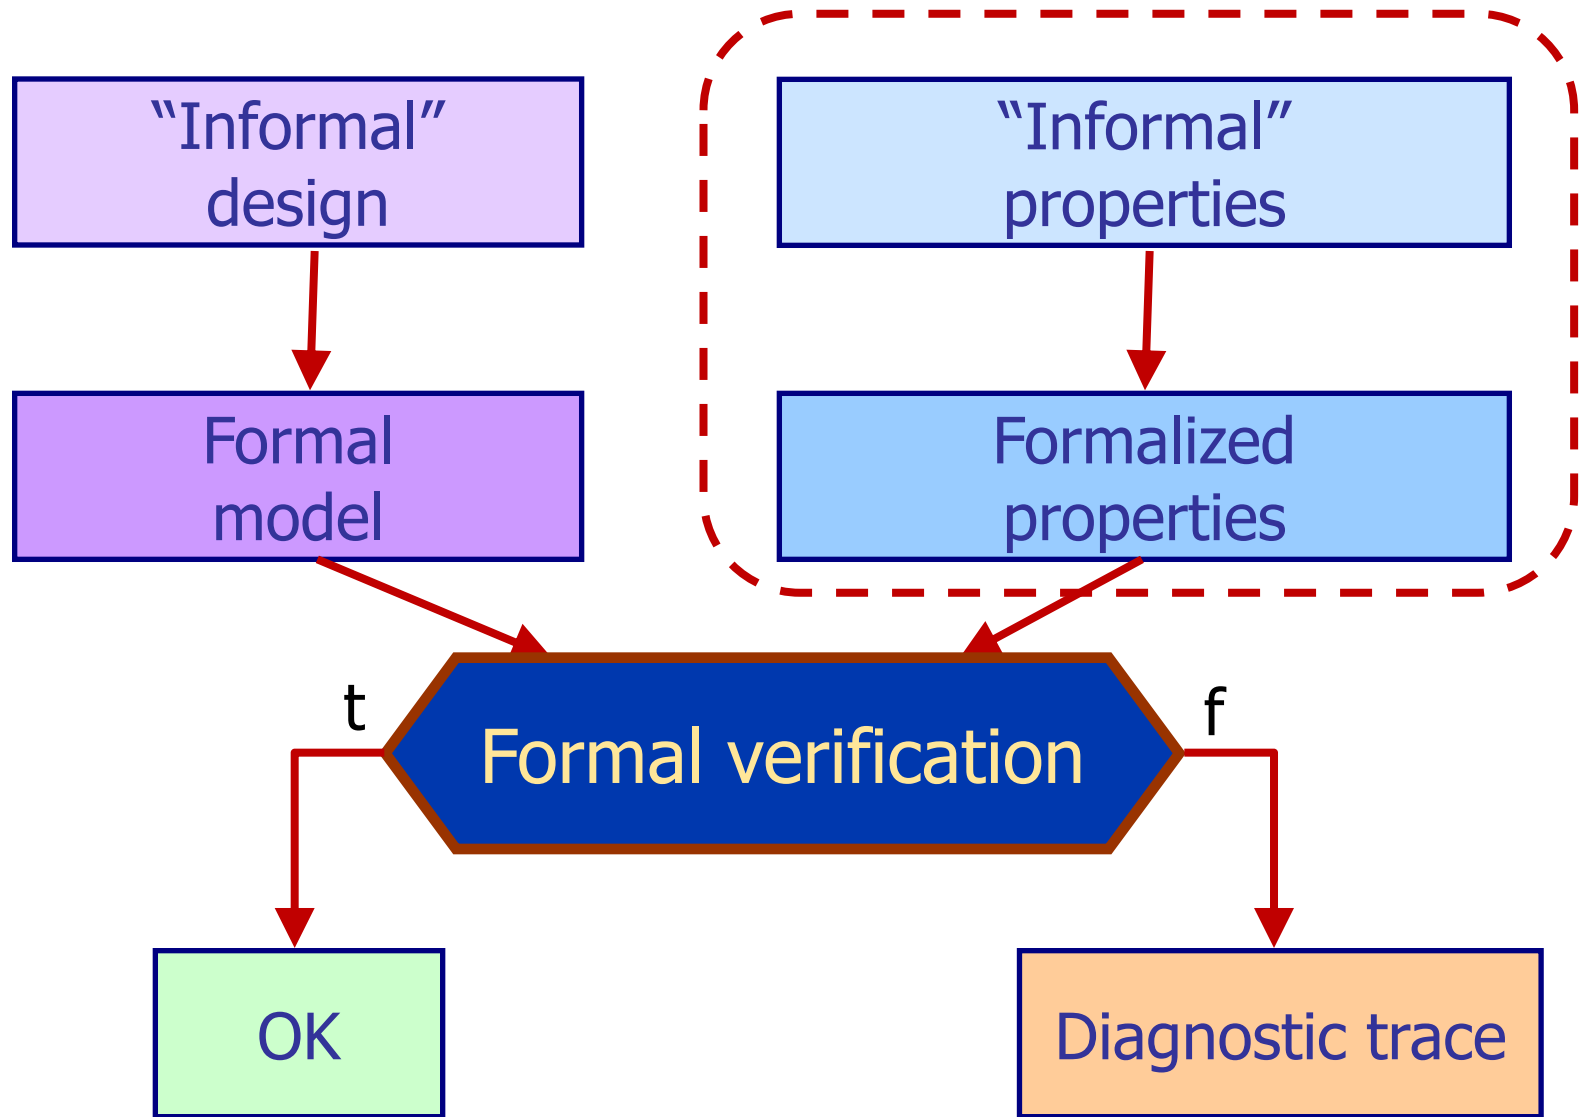 “Informal”
design
“Informal”
properties
Formal
model
Formalized
properties
t
f
Formal verification
OK
Diagnostic trace